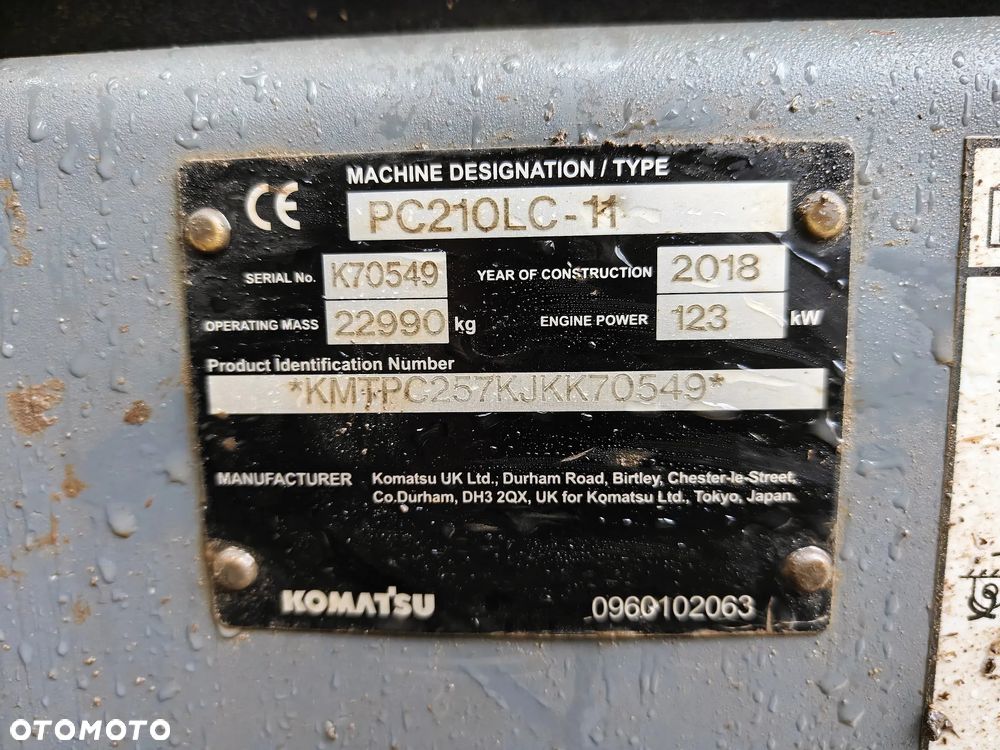 MACHINE DESIGNATION / TYPE
CE
PC210LC-11
SERIAL No. K70549 YEAR OF CONSTRUCTION 2018
OPERATING MASS 22990 kg ENGINE POWER 123 kW
Product Identification Number
*KMTPC257KJKK70549*
MANUFACTURER Komatsu UK Ltd., Durham Road, Birtley, Chester-le-Street,
Co.Durham, DH3 2QX, UK for Komatsu Ltd., Tokyo, Japan.
KOMATSU 0960102063
OTOMOTO